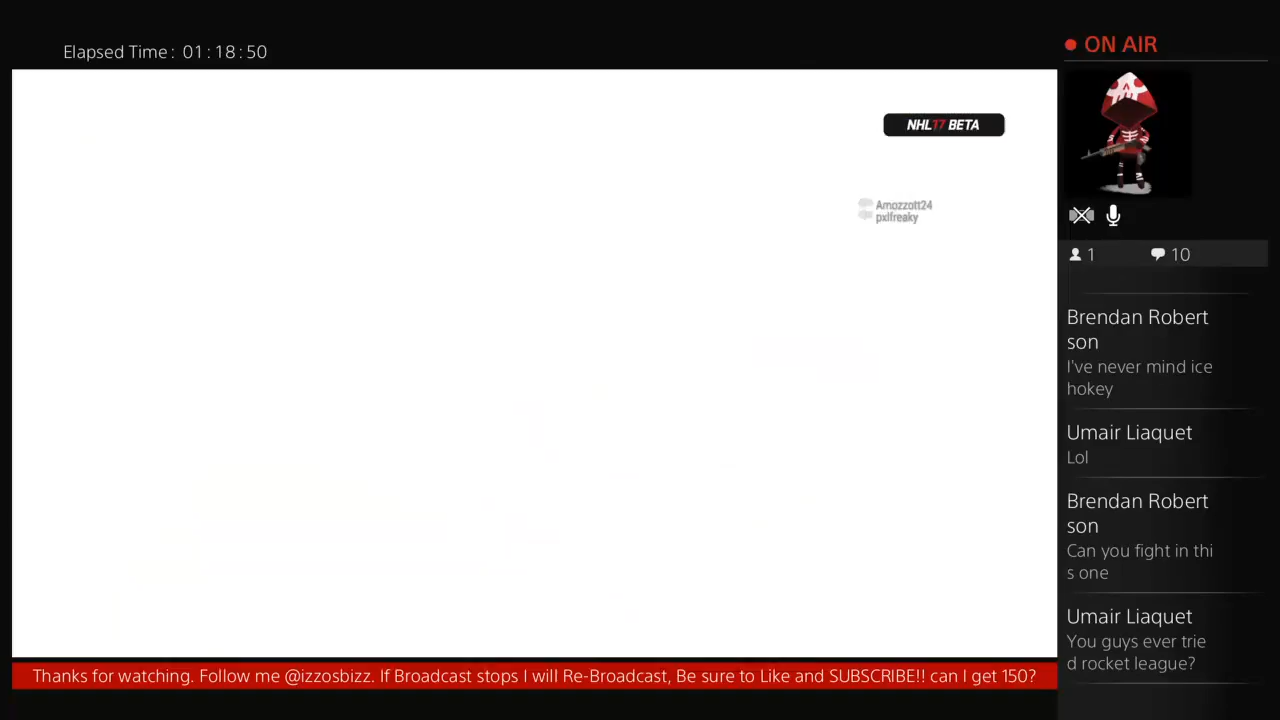 Elapsed Time: 01:18:50
ON AIR
NHL17 BETA
Amozzott24
pxlfreaky
1 10
Brendan Robert
son
I've never mind ice
hokey
Umair Liaquet
Lol
Brendan Robert
son
Can you fight in thi
s one
Umair Liaquet
You guys ever trie
d rocket league?
Thanks for watching. Follow me @izzosbizz. If Broadcast stops I will Re-Broadcast, Be sure to Like and SUBSCRIBE!! can I get 150?